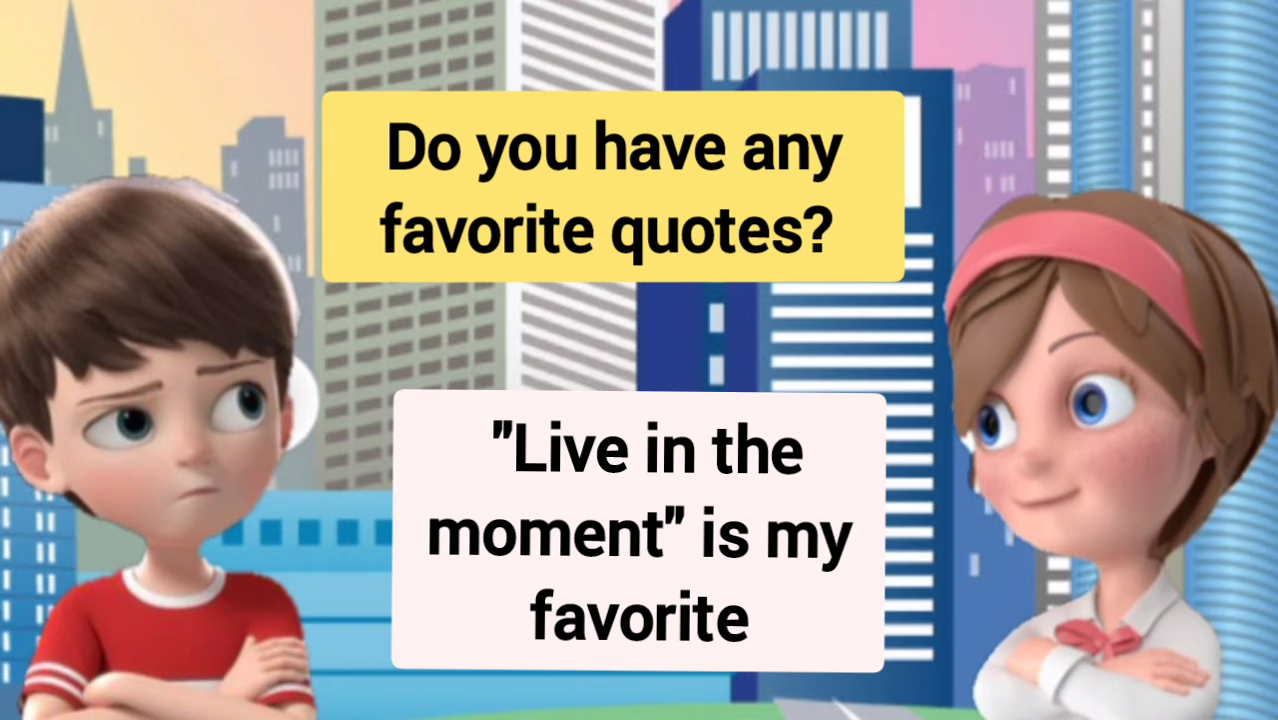 Do you have any
favorite quotes?
"Live in the
moment" is my
favorite